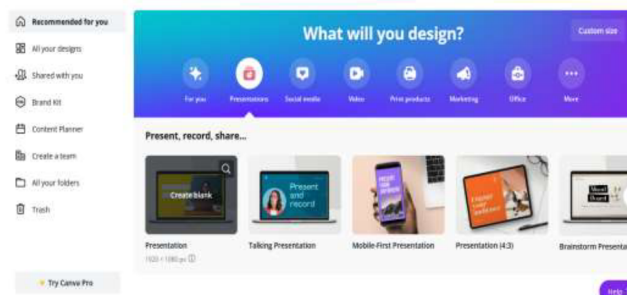 Recommended for you
All your designs
Shared with you
Brand Kit
Content Planner
Create a team
All your folders
Trash
Try Canva Pro
What will you design?
Custom size
For you
Presentations
Social media
Video
Print products
Marketing
Office
More
Present, record, share...
Create blank
Present
and
record
Presentation
1920 × 1080 px
Talking Presentation
Mobile-First Presentation
Presentation (4:3)
Brainstorm Presenta
Help